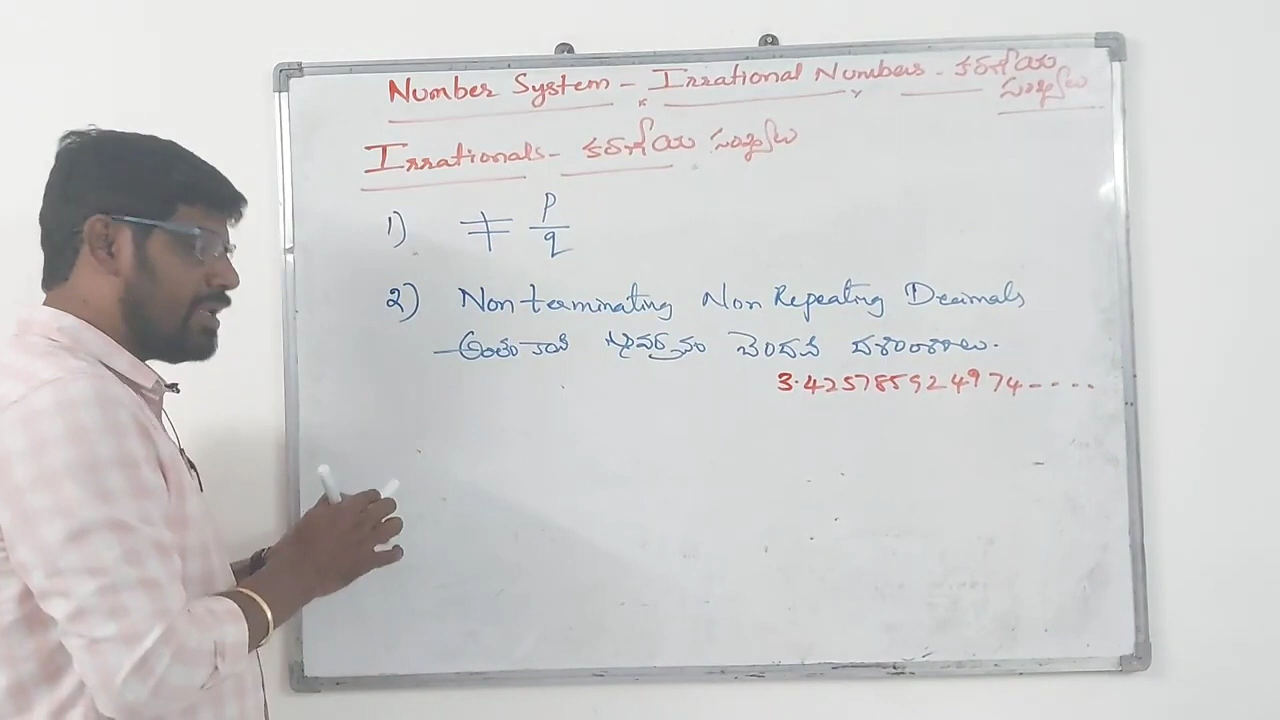 Number System - Irrational Numbers - కరణీయ
సంఖ్యలు
Irrationals - కరణీయ సంఖ్యలు
1) ≠ p/q
2) Non terminating Non Repeating Decimals
అంతం కాని ఆవర్తనం చెందని దశాంశాలు.
3.425785924974-----